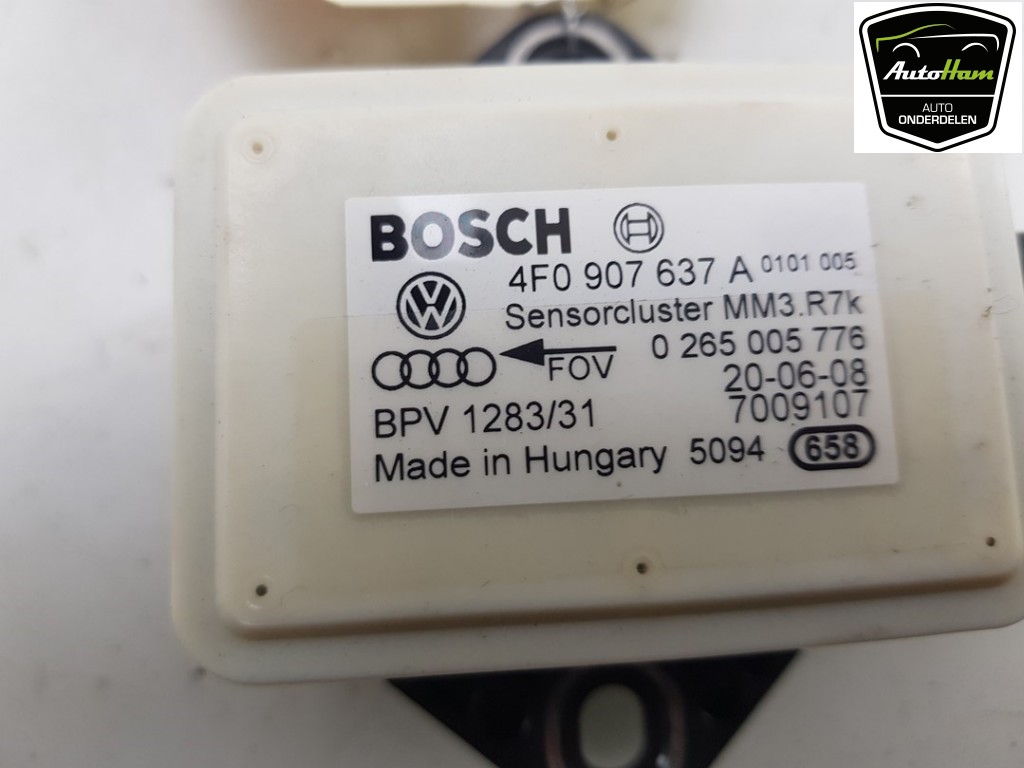 AutoHam
AUTO
ONDERDELEN
BOSCH
4F0 907 637 A 0101 005
Sensorcluster MM3.R7k
0 265 005 776
FOV
20-06-08
BPV 1283/31 7009107
Made in Hungary 5094 658